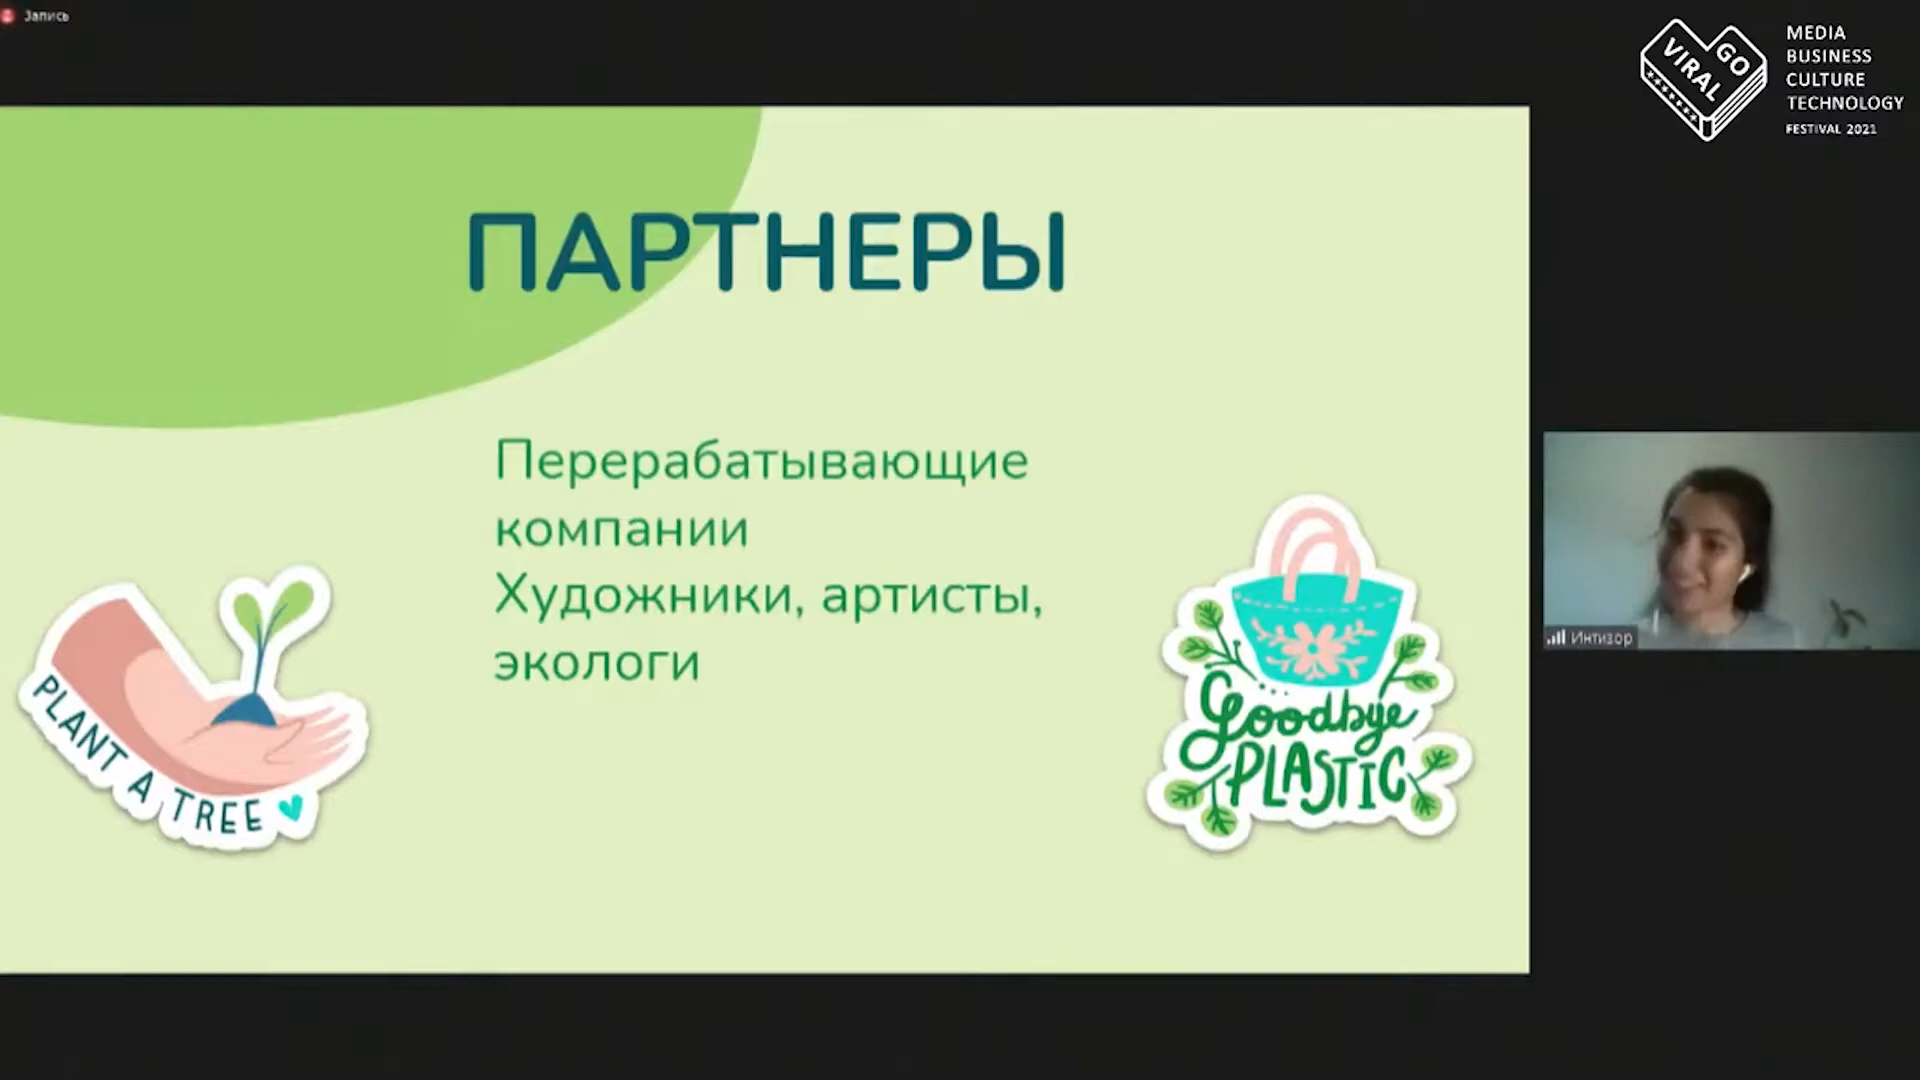 Запись
VIRAL
GO
MEDIA
BUSINESS
CULTURE
TECHNOLOGY
FESTIVAL 2021
ПАРТНЕРЫ
Перерабатывающие
компании
Художники, артисты,
экологи
PLANT A TREE
Goodbye
PLASTIC
Интизор